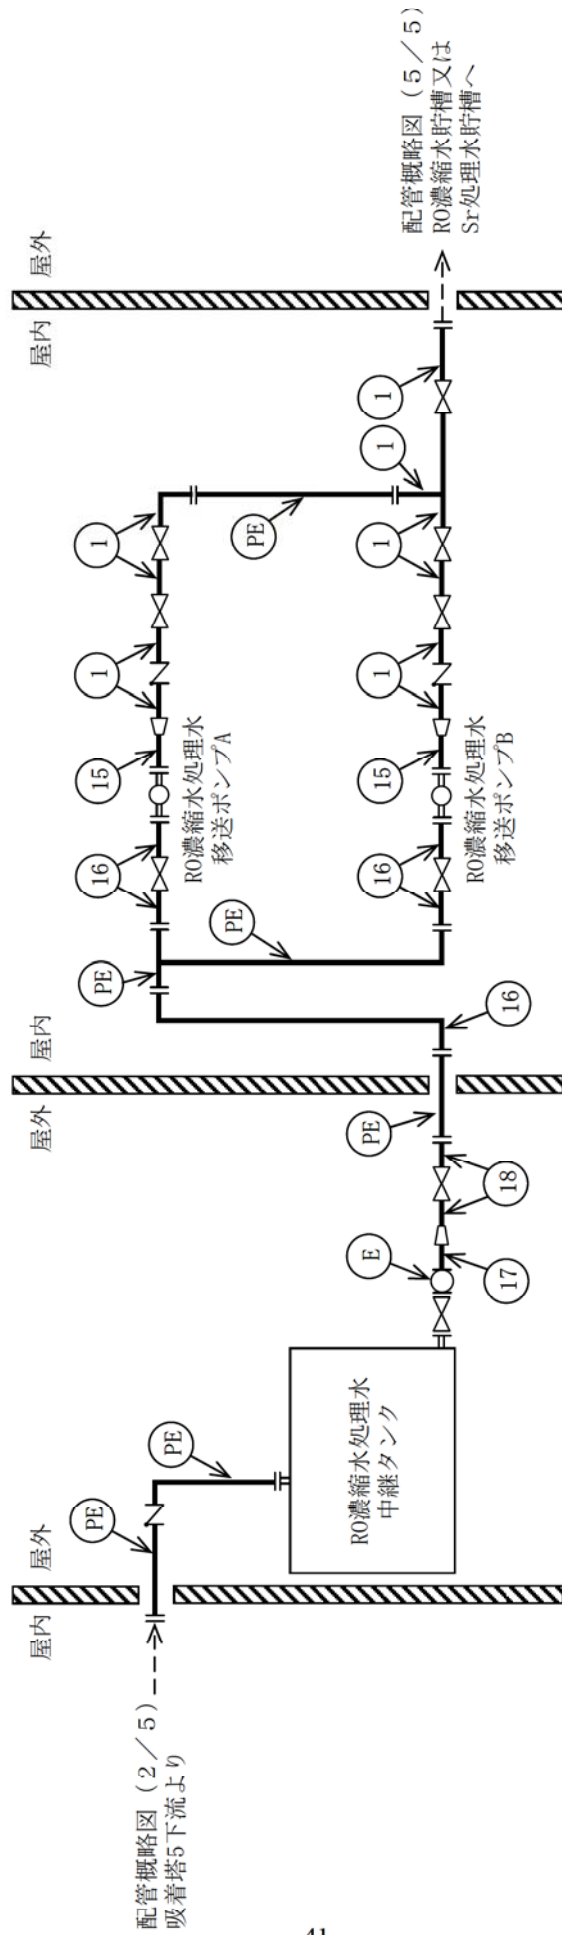 配管概略図（2／5）
吸着塔5下流より
屋内
屋外
PE
PE
RO濃縮水処理水
中継タンク
E
17
18
PE
屋外
屋内
16
PE
PE
16
15
1
1
RO濃縮水処理水
移送ポンプA
PE
16
15
1
1
RO濃縮水処理水
移送ポンプB
1
1
屋内
屋外
配管概略図（5／5）
RO濃縮水貯槽又は
Sr処理水貯槽へ